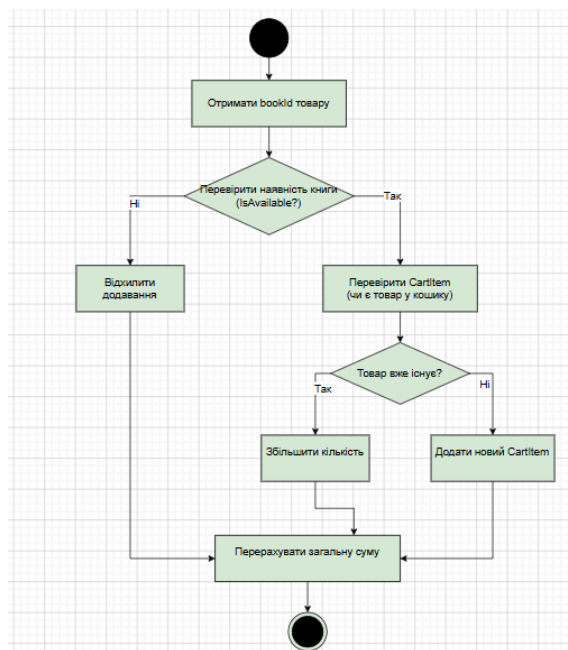 Отримати bookId товару
Перевірити наявність книги
(IsAvailable?)
Ні
Так
Відхилити
додавання
Перевірити CartItem
(чи є товар у кошику)
Товар вже існує?
Так
Ні
Збільшити кількість
Додати новий CartItem
Перерахувати загальну суму